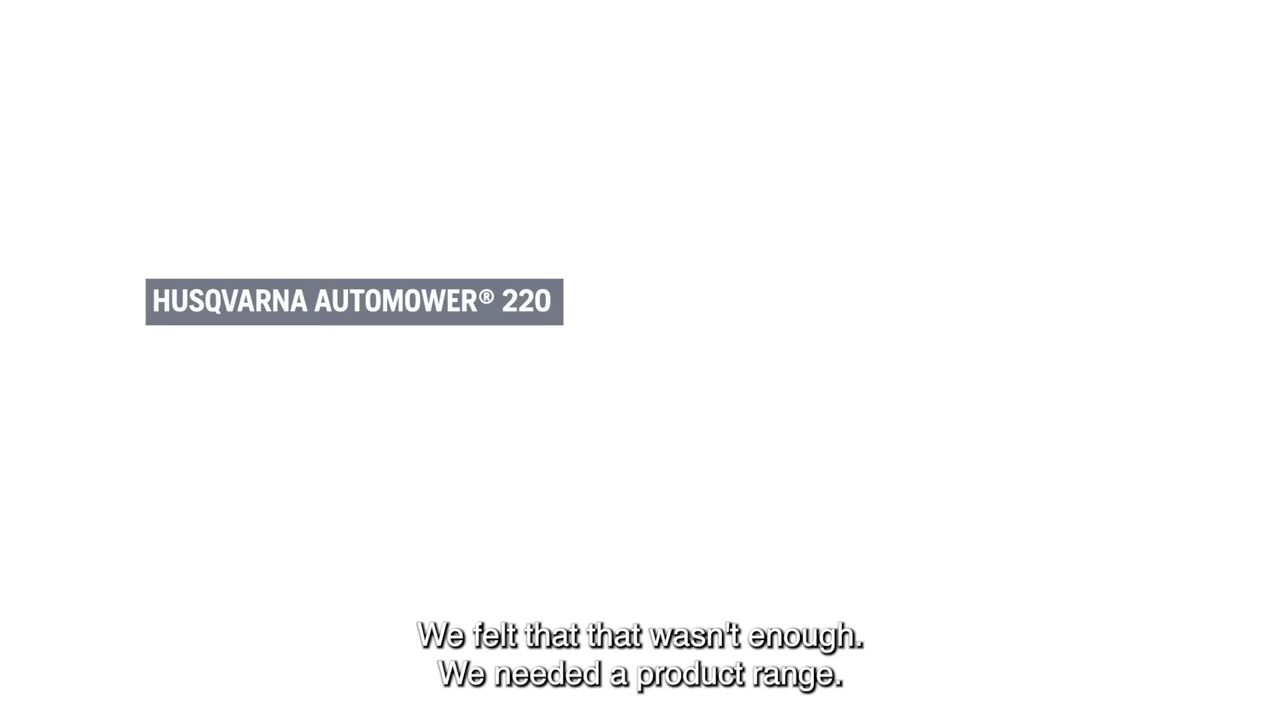 HUSQVARNA AUTOMOWER® 220
We felt that that wasn't enough.
We needed a product range.